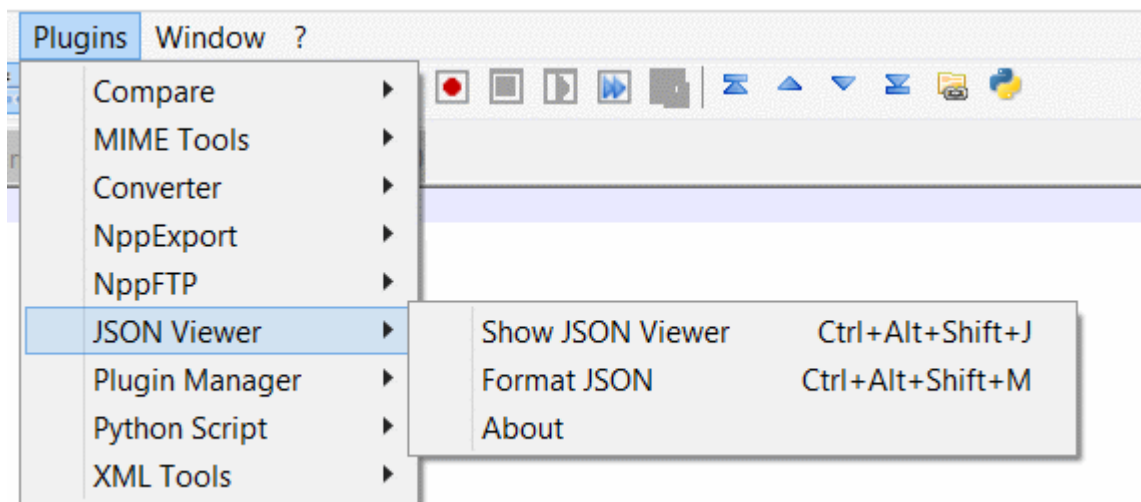 Plugins Window ?
Compare
MIME Tools
Converter
NppExport
NppFTP
JSON Viewer
Plugin Manager
Python Script
XML Tools
Show JSON Viewer Ctrl+Alt+Shift+J
Format JSON Ctrl+Alt+Shift+M
About